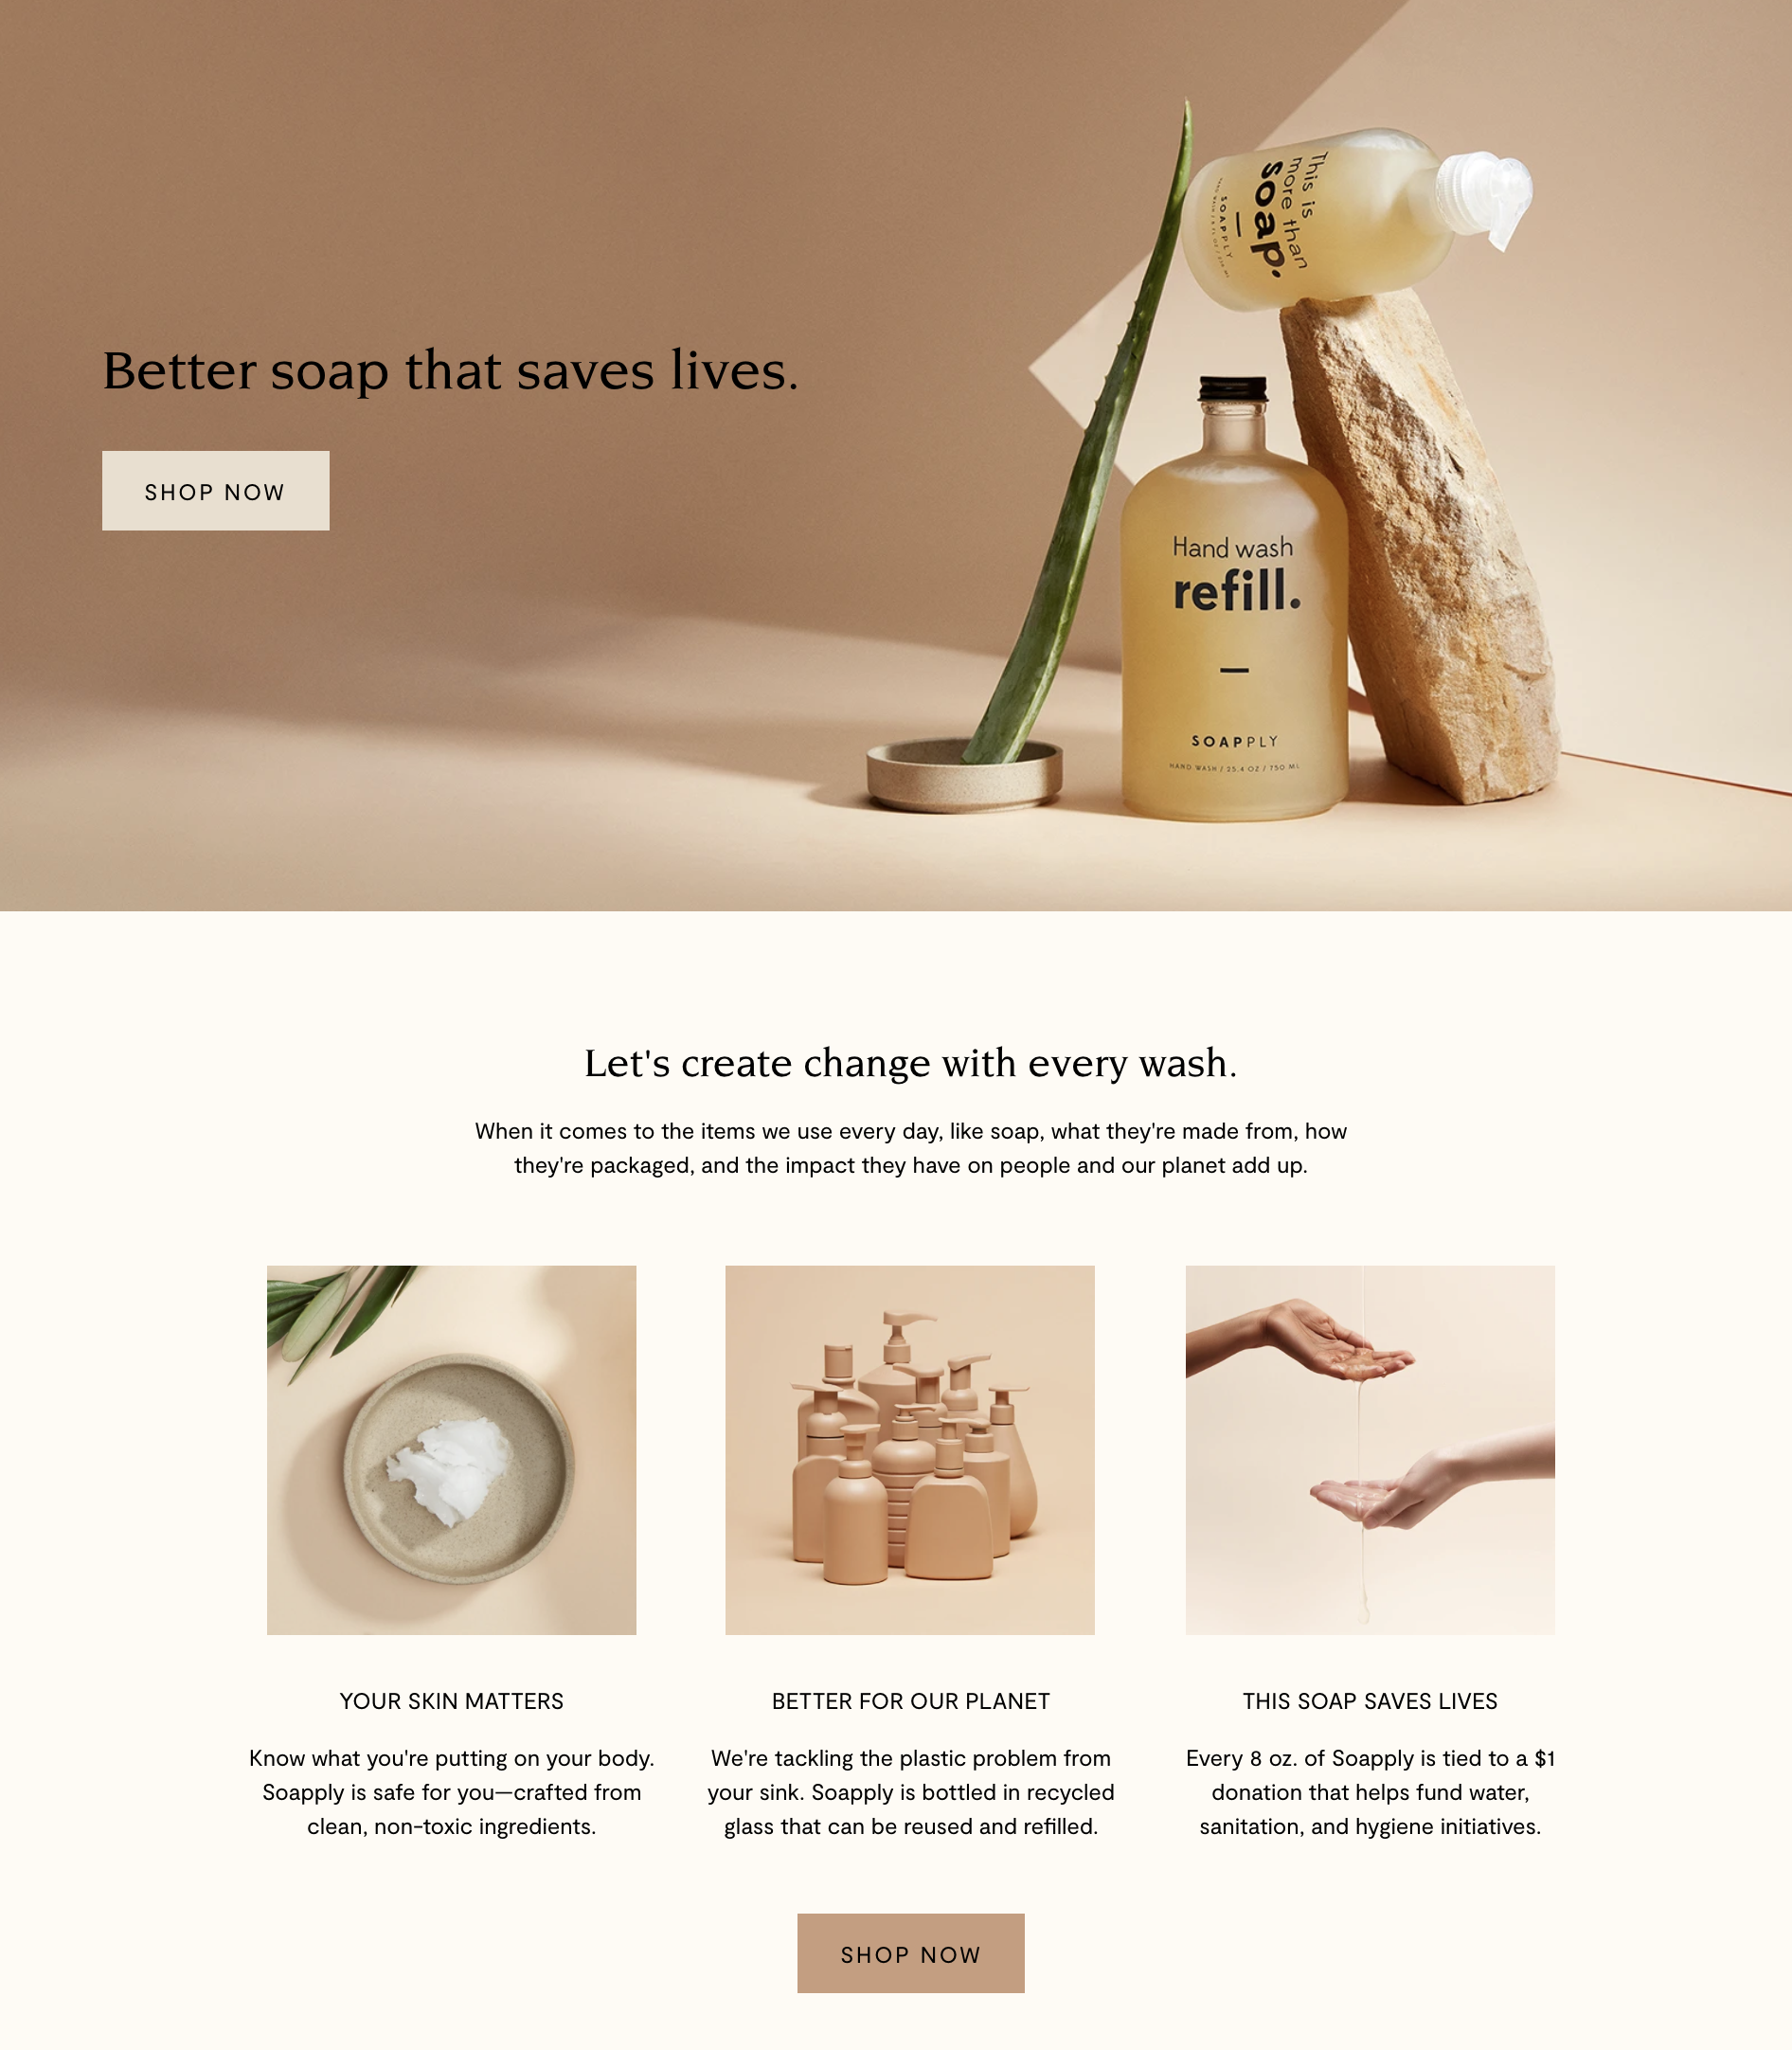 Better soap that saves lives.
SHOP NOW
This is
more than
soap.
SOAPPLY
Hand wash
refill.
SOAPPLY
HAND WASH / 25.4 OZ / 750 ML
Let's create change with every wash.
When it comes to the items we use every day, like soap, what they're made from, how
they're packaged, and the impact they have on people and our planet add up.
YOUR SKIN MATTERS
Know what you're putting on your body.
Soapply is safe for you—crafted from
clean, non-toxic ingredients.
BETTER FOR OUR PLANET
We're tackling the plastic problem from
your sink. Soapply is bottled in recycled
glass that can be reused and refilled.
THIS SOAP SAVES LIVES
Every 8 oz. of Soapply is tied to a $1
donation that helps fund water,
sanitation, and hygiene initiatives.
SHOP NOW